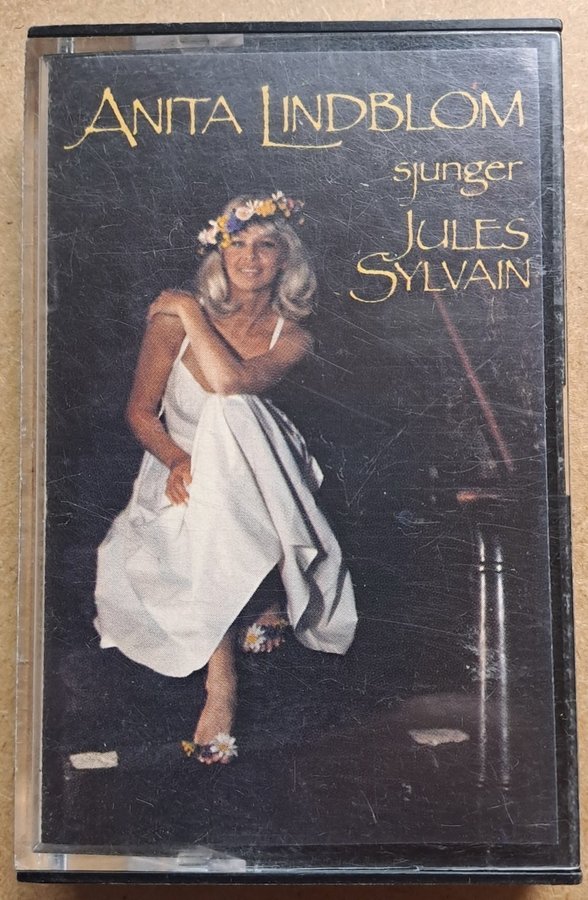 ANITA LINDBLOM
sjunger
JULES
SYLVAIN